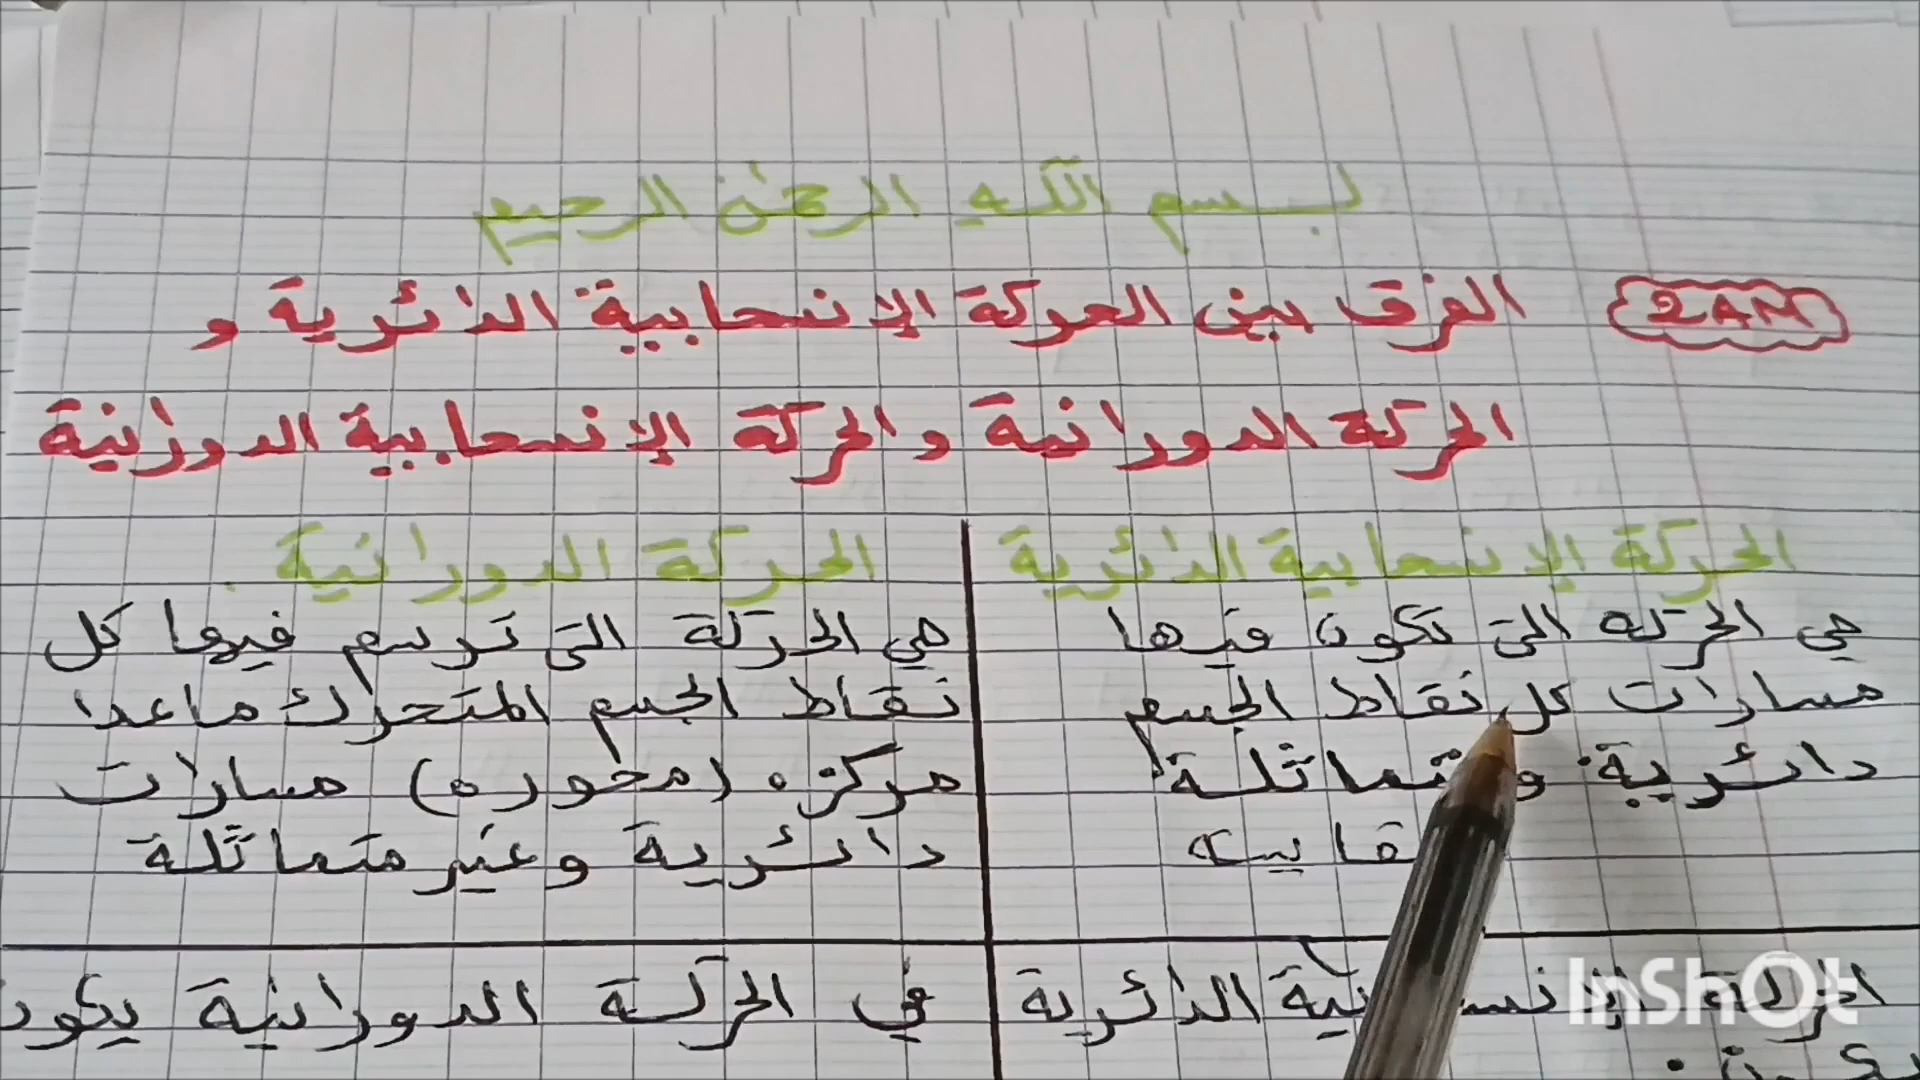 بسم الله الرحمٰن الرحيم
2AM
الفرق بين الحركة الإنسحابية الدائرية و
الحركة الدورانية والحركة الإنسحابية الدورانية
الحركة الإنسحابية الدائرية
هي الحركة التي تكون فيها
مسارات كل نقاط الجسم
دائرية و متماثلة
الحركة الدورانية.
هي الحركة التي ترسم فيها كل
نقاط الجسم المتحرك ماعدا
مركزه (محوره) مسارات
دائرية وغير متماثلة
الحركة الدائرية
في الحركة الدورانية
InShOt